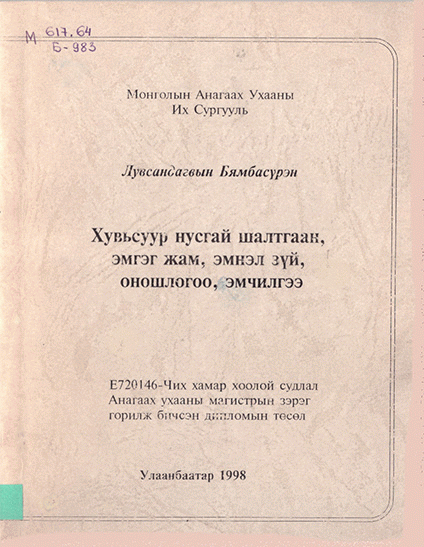 М 617.64
Б-983
Монголын Анагаах Ухааны
Их Сургууль
Лувсандагвын Бямбасүрэн
Хувьсуур нусгай шалтгаан,
эмгэг жам, эмнэл зүй,
оношлогоо, эмчилгээ
Е720146-Чих хамар хоолой судлал
Анагаах ухааны магистрын зэрэг
горилж бичсэн дипломын төсөл
Улаанбаатар 1998